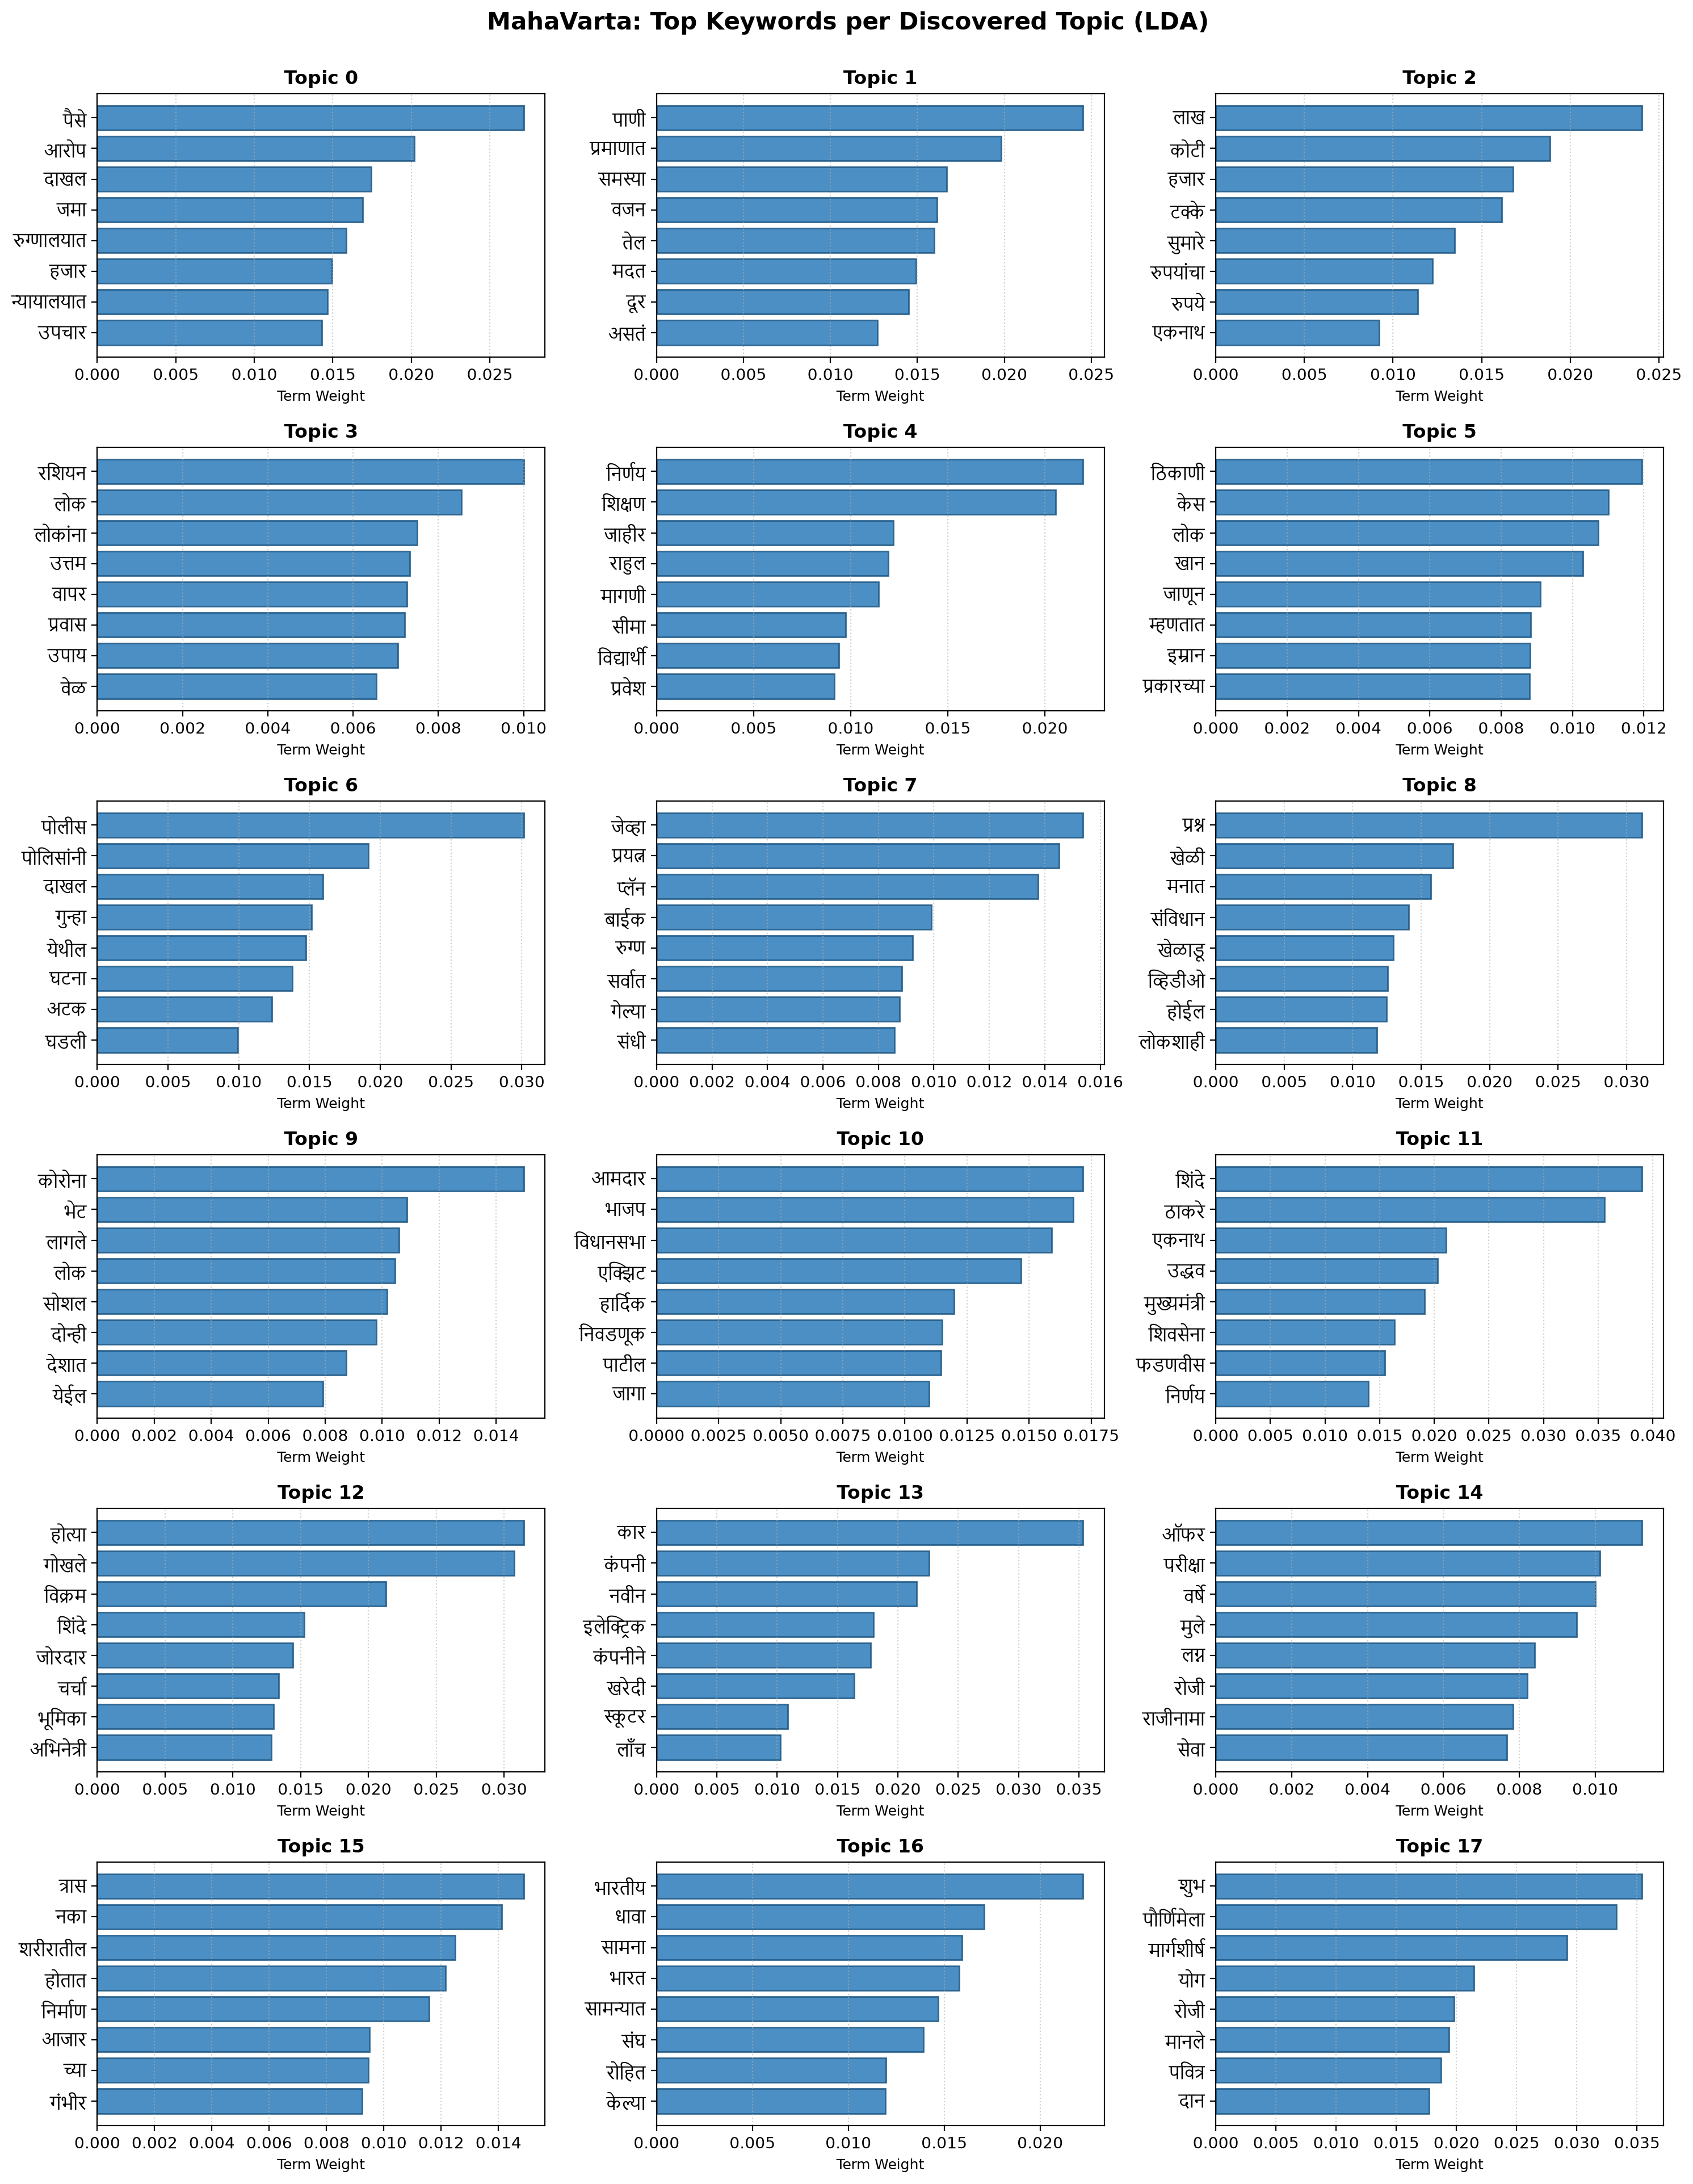 MahaVarta: Top Keywords per Discovered Topic (LDA)
Topic 0
पैसे
आरोप
दाखल
जमा
रुग्णालयात
हजार
न्यायालयात
उपचार
0.000 0.005 0.010 0.015 0.020 0.025
Term Weight
Topic 1
पाणी
प्रमाणात
समस्या
वजन
तेल
मदत
दूर
असतं
0.000 0.005 0.010 0.015 0.020 0.025
Term Weight
Topic 2
लाख
कोटी
हजार
टक्के
सुमारे
रुपयांचा
रुपये
एकनाथ
0.000 0.005 0.010 0.015 0.020 0.025
Term Weight
Topic 3
रशियन
लोक
लोकांना
उत्तम
वापर
प्रवास
उपाय
वेळ
0.000 0.002 0.004 0.006 0.008 0.010
Term Weight
Topic 4
निर्णय
शिक्षण
जाहीर
राहुल
मागणी
सीमा
विद्यार्थी
प्रवेश
0.000 0.005 0.010 0.015 0.020
Term Weight
Topic 5
ठिकाणी
केस
लोक
खान
जाणून
म्हणतात
इम्रान
प्रकारच्या
0.000 0.002 0.004 0.006 0.008 0.010 0.012
Term Weight
Topic 6
पोलीस
पोलिसांनी
दाखल
गुन्हा
येथील
घटना
अटक
घडली
0.000 0.005 0.010 0.015 0.020 0.025 0.030
Term Weight
Topic 7
जेव्हा
प्रयत्न
प्लॅन
बाईक
रुग्ण
सर्वात
गेल्या
संधी
0.000 0.002 0.004 0.006 0.008 0.010 0.012 0.014 0.016
Term Weight
Topic 8
प्रश्न
खेळी
मनात
संविधान
खेळाडू
व्हिडीओ
होईल
लोकशाही
0.000 0.005 0.010 0.015 0.020 0.025 0.030
Term Weight
Topic 9
कोरोना
भेट
लागले
लोक
सोशल
दोन्ही
देशात
येईल
0.000 0.002 0.004 0.006 0.008 0.010 0.012 0.014
Term Weight
Topic 10
आमदार
भाजप
विधानसभा
एक्झिट
हार्दिक
निवडणूक
पाटील
जागा
0.0000 0.0025 0.0050 0.0075 0.0100 0.0125 0.0150 0.0175
Term Weight
Topic 11
शिंदे
ठाकरे
एकनाथ
उद्धव
मुख्यमंत्री
शिवसेना
फडणवीस
निर्णय
0.000 0.005 0.010 0.015 0.020 0.025 0.030 0.035 0.040
Term Weight
Topic 12
होत्या
गोखले
विक्रम
शिंदे
जोरदार
चर्चा
भूमिका
अभिनेत्री
0.000 0.005 0.010 0.015 0.020 0.025 0.030
Term Weight
Topic 13
कार
कंपनी
नवीन
इलेक्ट्रिक
कंपनीने
खरेदी
स्कूटर
लाँच
0.000 0.005 0.010 0.015 0.020 0.025 0.030 0.035
Term Weight
Topic 14
ऑफर
परीक्षा
वर्षे
मुले
लग्न
रोजी
राजीनामा
सेवा
0.000 0.002 0.004 0.006 0.008 0.010
Term Weight
Topic 15
त्रास
नका
शरीरातील
होतात
निर्माण
आजार
च्या
गंभीर
0.000 0.002 0.004 0.006 0.008 0.010 0.012 0.014
Term Weight
Topic 16
भारतीय
धावा
सामना
भारत
सामन्यात
संघ
रोहित
केल्या
0.000 0.005 0.010 0.015 0.020
Term Weight
Topic 17
शुभ
पौर्णिमेला
मार्गशीर्ष
योग
रोजी
मानले
पवित्र
दान
0.000 0.005 0.010 0.015 0.020 0.025 0.030 0.035
Term Weight